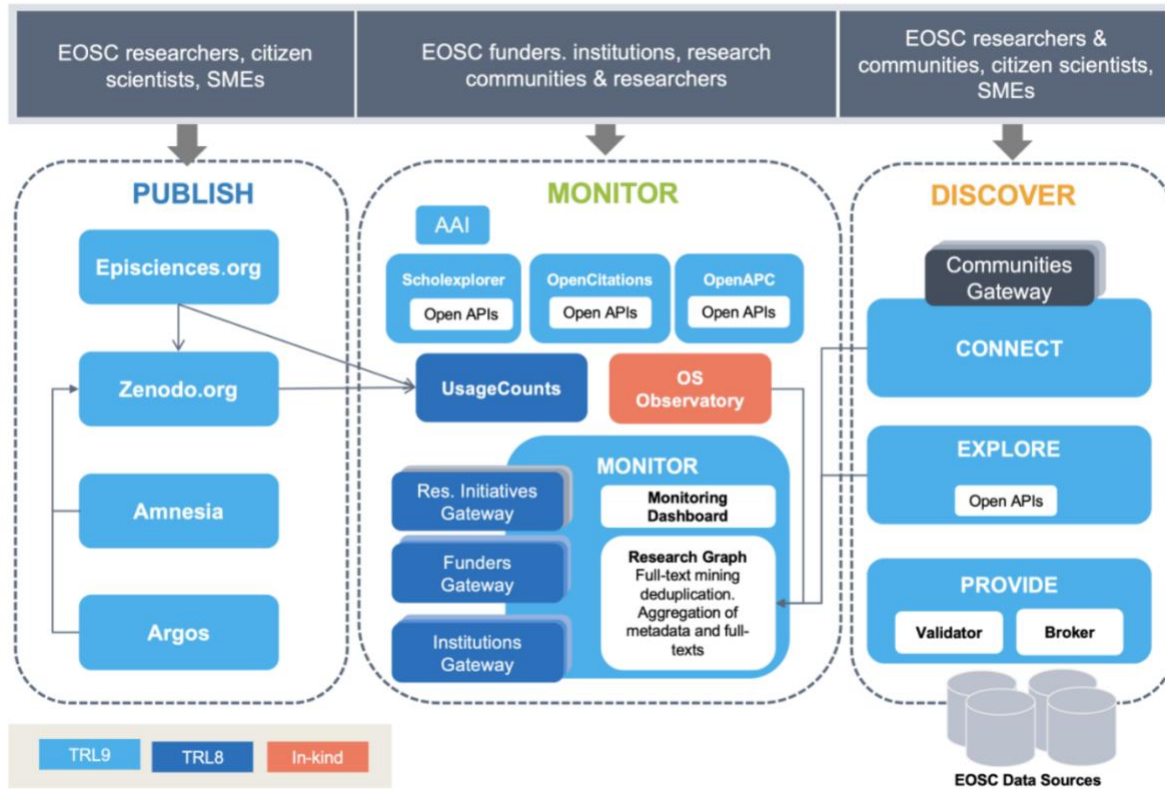 EOSC researchers, citizen
scientists, SMEs
EOSC funders. institutions, research
communities & researchers
EOSC researchers &
communities, citizen scientists,
SMEs
PUBLISH
Episciences.org
Zenodo.org
Amnesia
Argos
MONITOR
AAI
Scholexplorer
Open APIs
OpenCitations
Open APIs
OpenAPC
Open APIs
UsageCounts
OS
Observatory
MONITOR
Res. Initiatives
Gateway
Funders
Gateway
Institutions
Gateway
Monitoring
Dashboard
Research Graph
Full-text mining
deduplication.
Aggregation of
metadata and full-
texts
DISCOVER
Communities
Gateway
CONNECT
EXPLORE
Open APIs
PROVIDE
Validator
Broker
EOSC Data Sources
TRL9
TRL8
In-kind